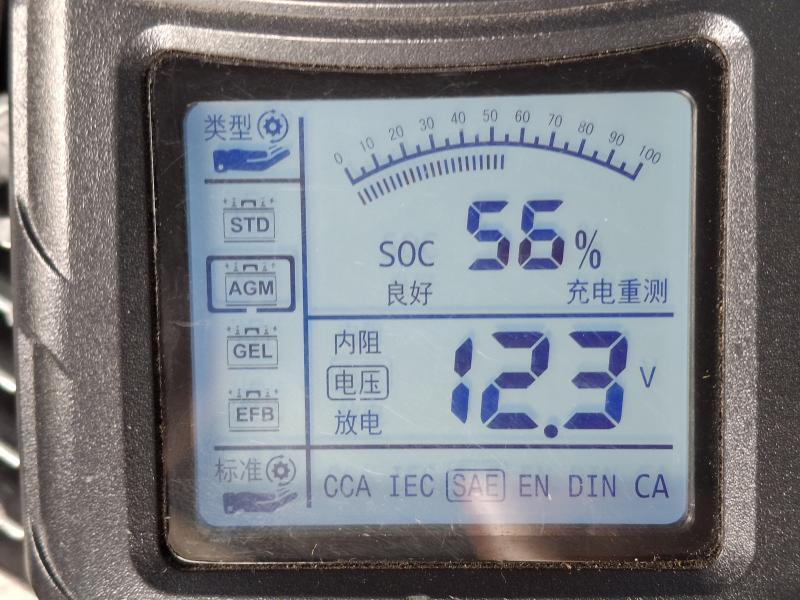 类型
0 10 20 30 40 50 60 70 80 90 100
STD
AGM
GEL
EFB
SOC 56%
良好 充电重测
内阻
电压
放电
12.3 V
标准
CCA IEC SAE EN DIN CA